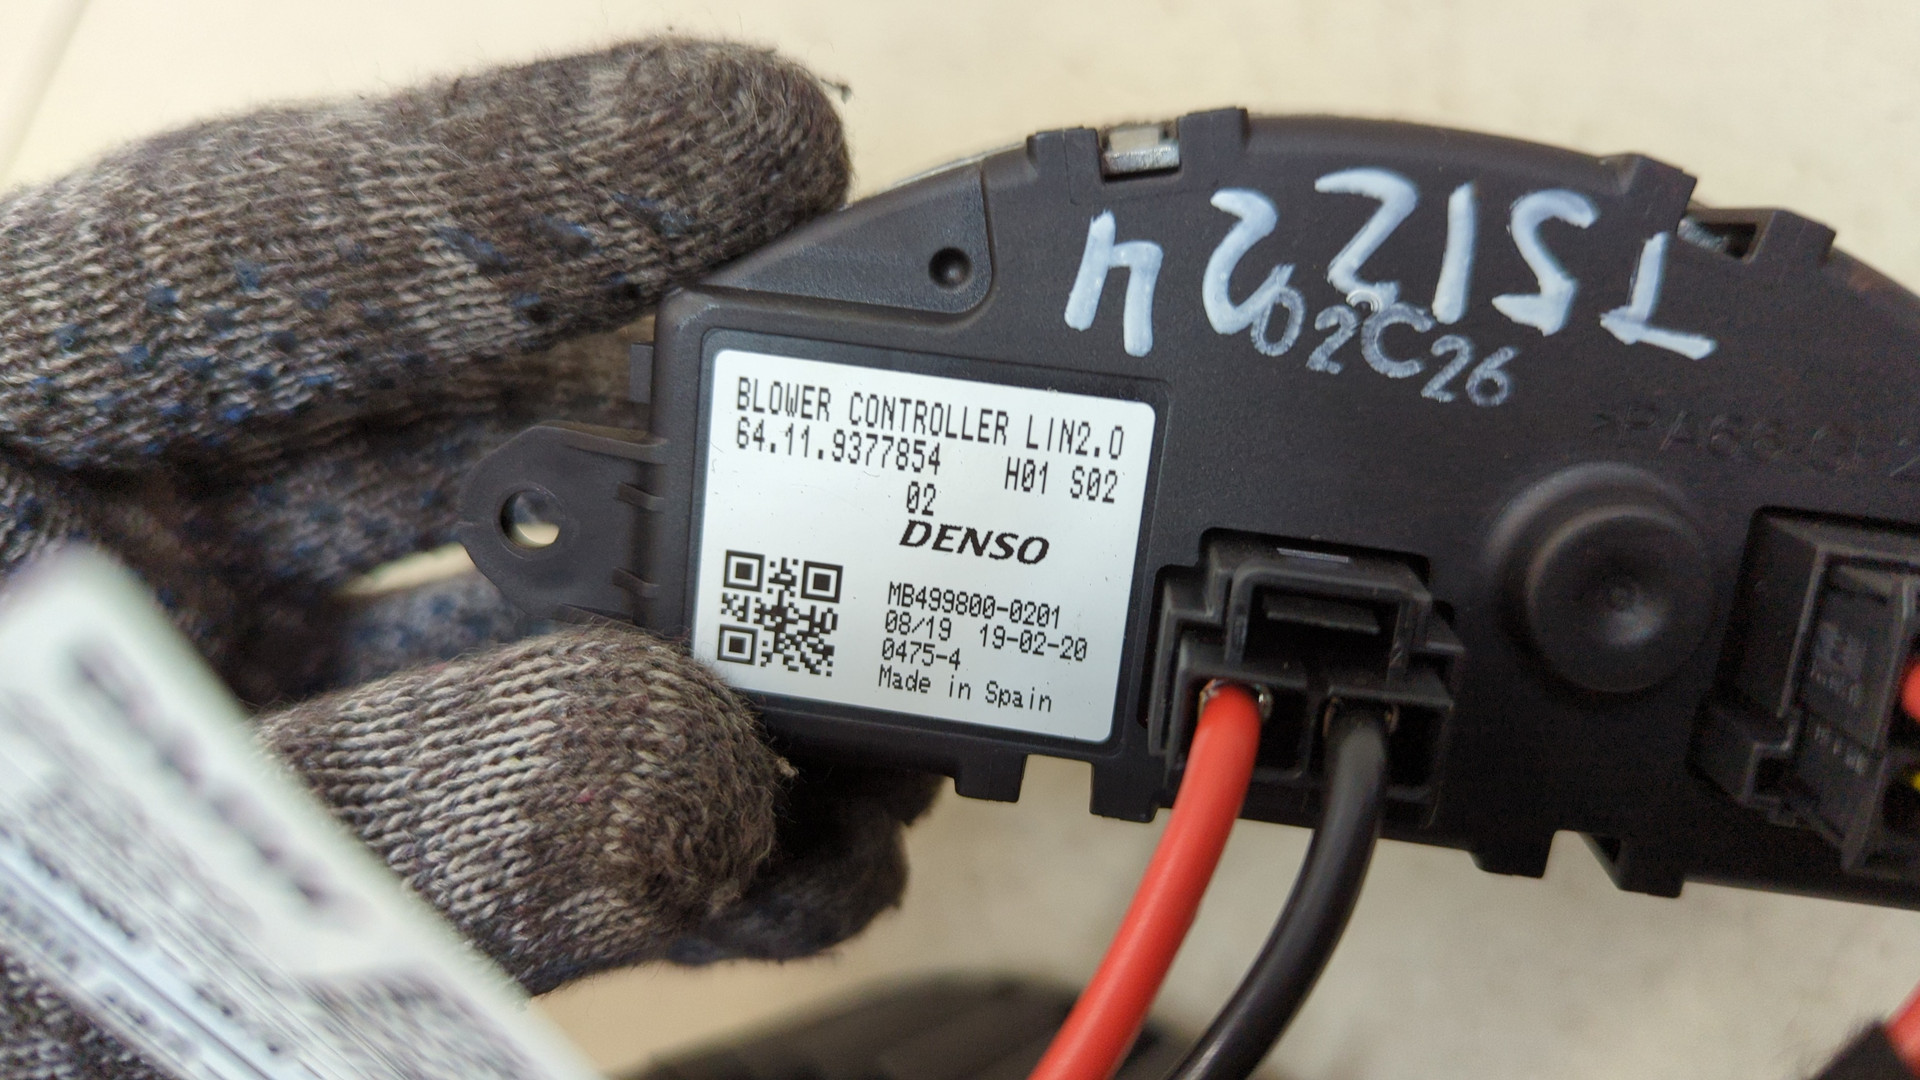 TS1224
02C26
BLOWER CONTROLLER LIN2.0
64.11.9377854 H01 S02
02
DENSO
MB499800-0201
08/19 19-02-20
0475-4
Made in Spain